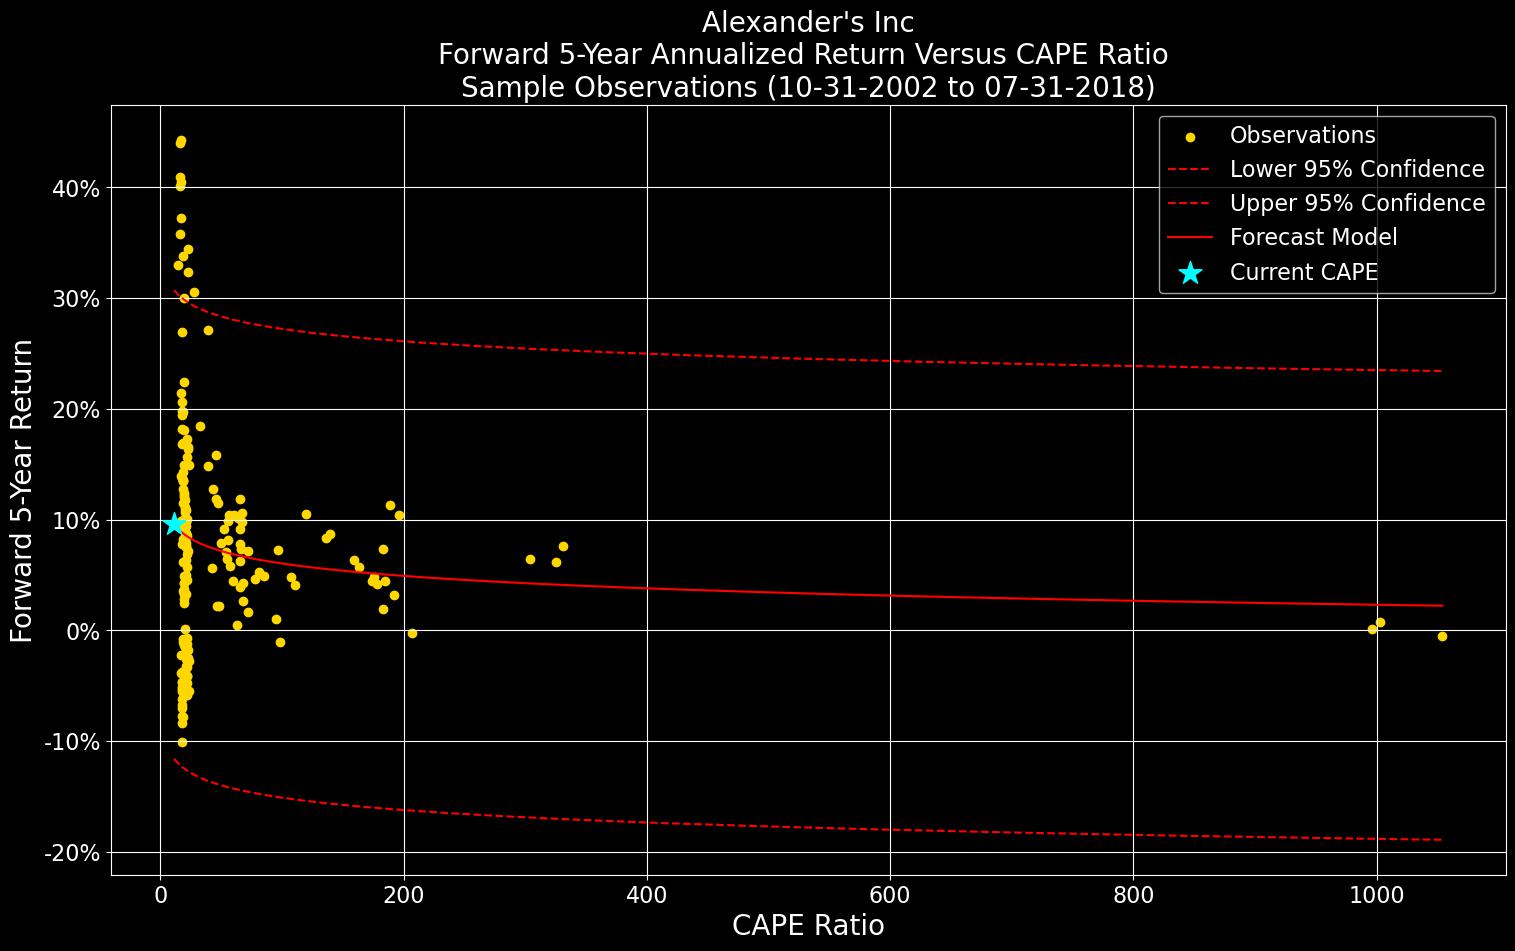 Alexander's Inc
Forward 5-Year Annualized Return Versus CAPE Ratio
Sample Observations (10-31-2002 to 07-31-2018)
Observations
Lower 95% Confidence
Upper 95% Confidence
Forecast Model
Current CAPE
Forward 5-Year Return
40%
30%
20%
10%
0%
-10%
-20%
0 200 400 600 800 1000
CAPE Ratio